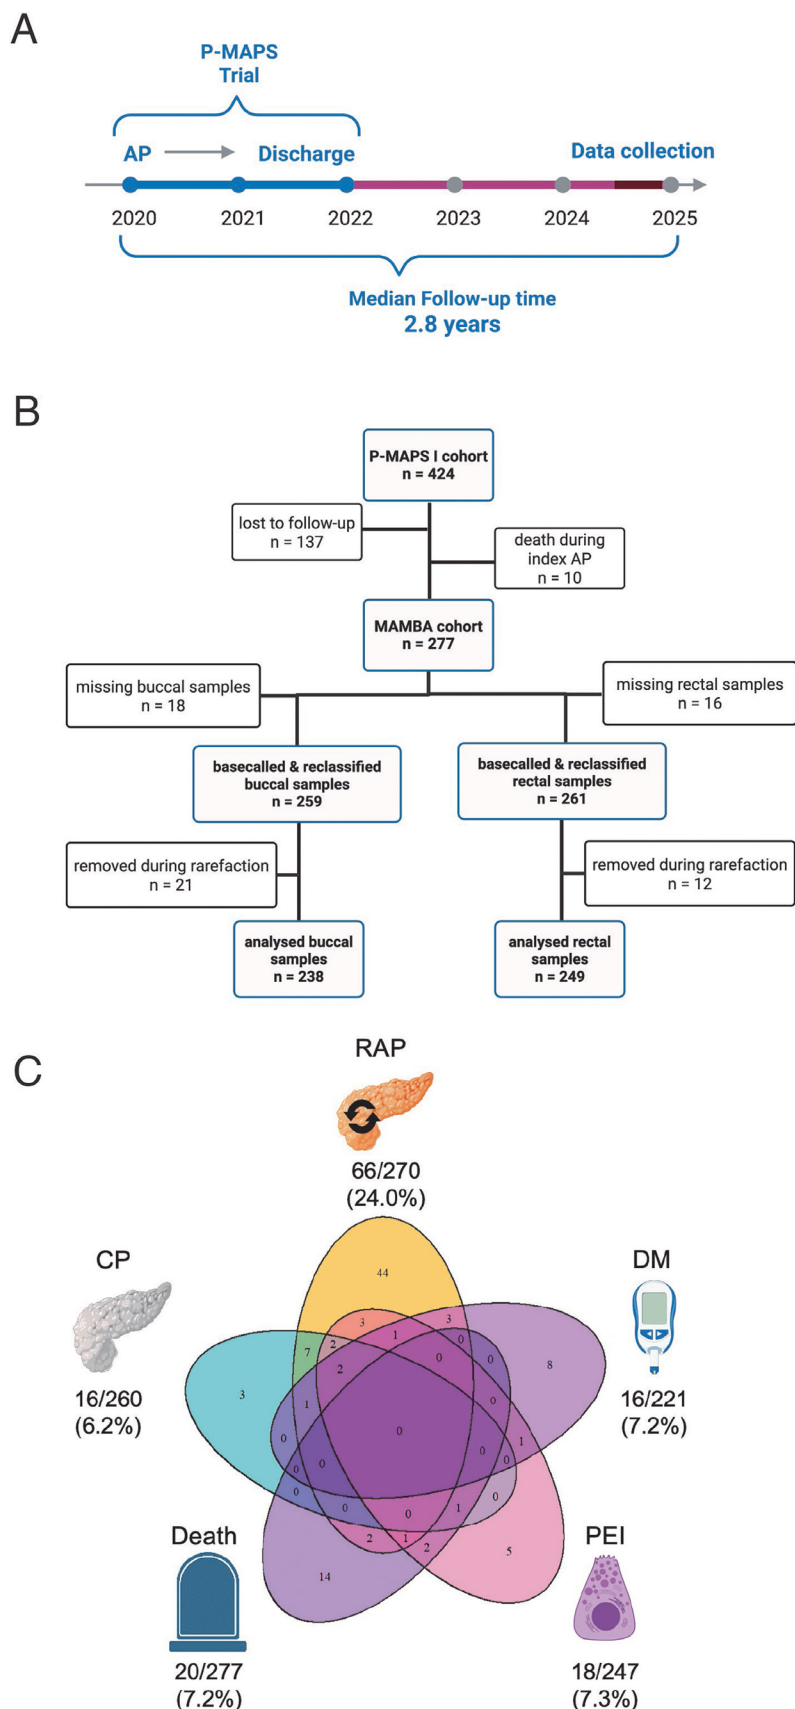 A
P-MAPS
Trial
AP
Discharge
Data collection
2020
2021
2022
2023
2024
2025
Median Follow-up time
2.8 years
B
P-MAPS I cohort
n = 424
lost to follow-up
n = 137
death during
index AP
n = 10
MAMBA cohort
n = 277
missing buccal samples
n = 18
missing rectal samples
n = 16
basecalled & reclassified
buccal samples
n = 259
basecalled & reclassified
rectal samples
n = 261
removed during rarefaction
n = 21
removed during rarefaction
n = 12
analysed buccal
samples
n = 238
analysed rectal
samples
n = 249
C
RAP
66/270
(24.0%)
CP
16/260
(6.2%)
DM
16/221
(7.2%)
Death
20/277
(7.2%)
PEI
18/247
(7.3%)
44
3
3
1
0
7
2
2
0
0
8
3
1
0
0
0
1
0
0
0
0
0
0
0
0
1
0
2
1
2
5
14